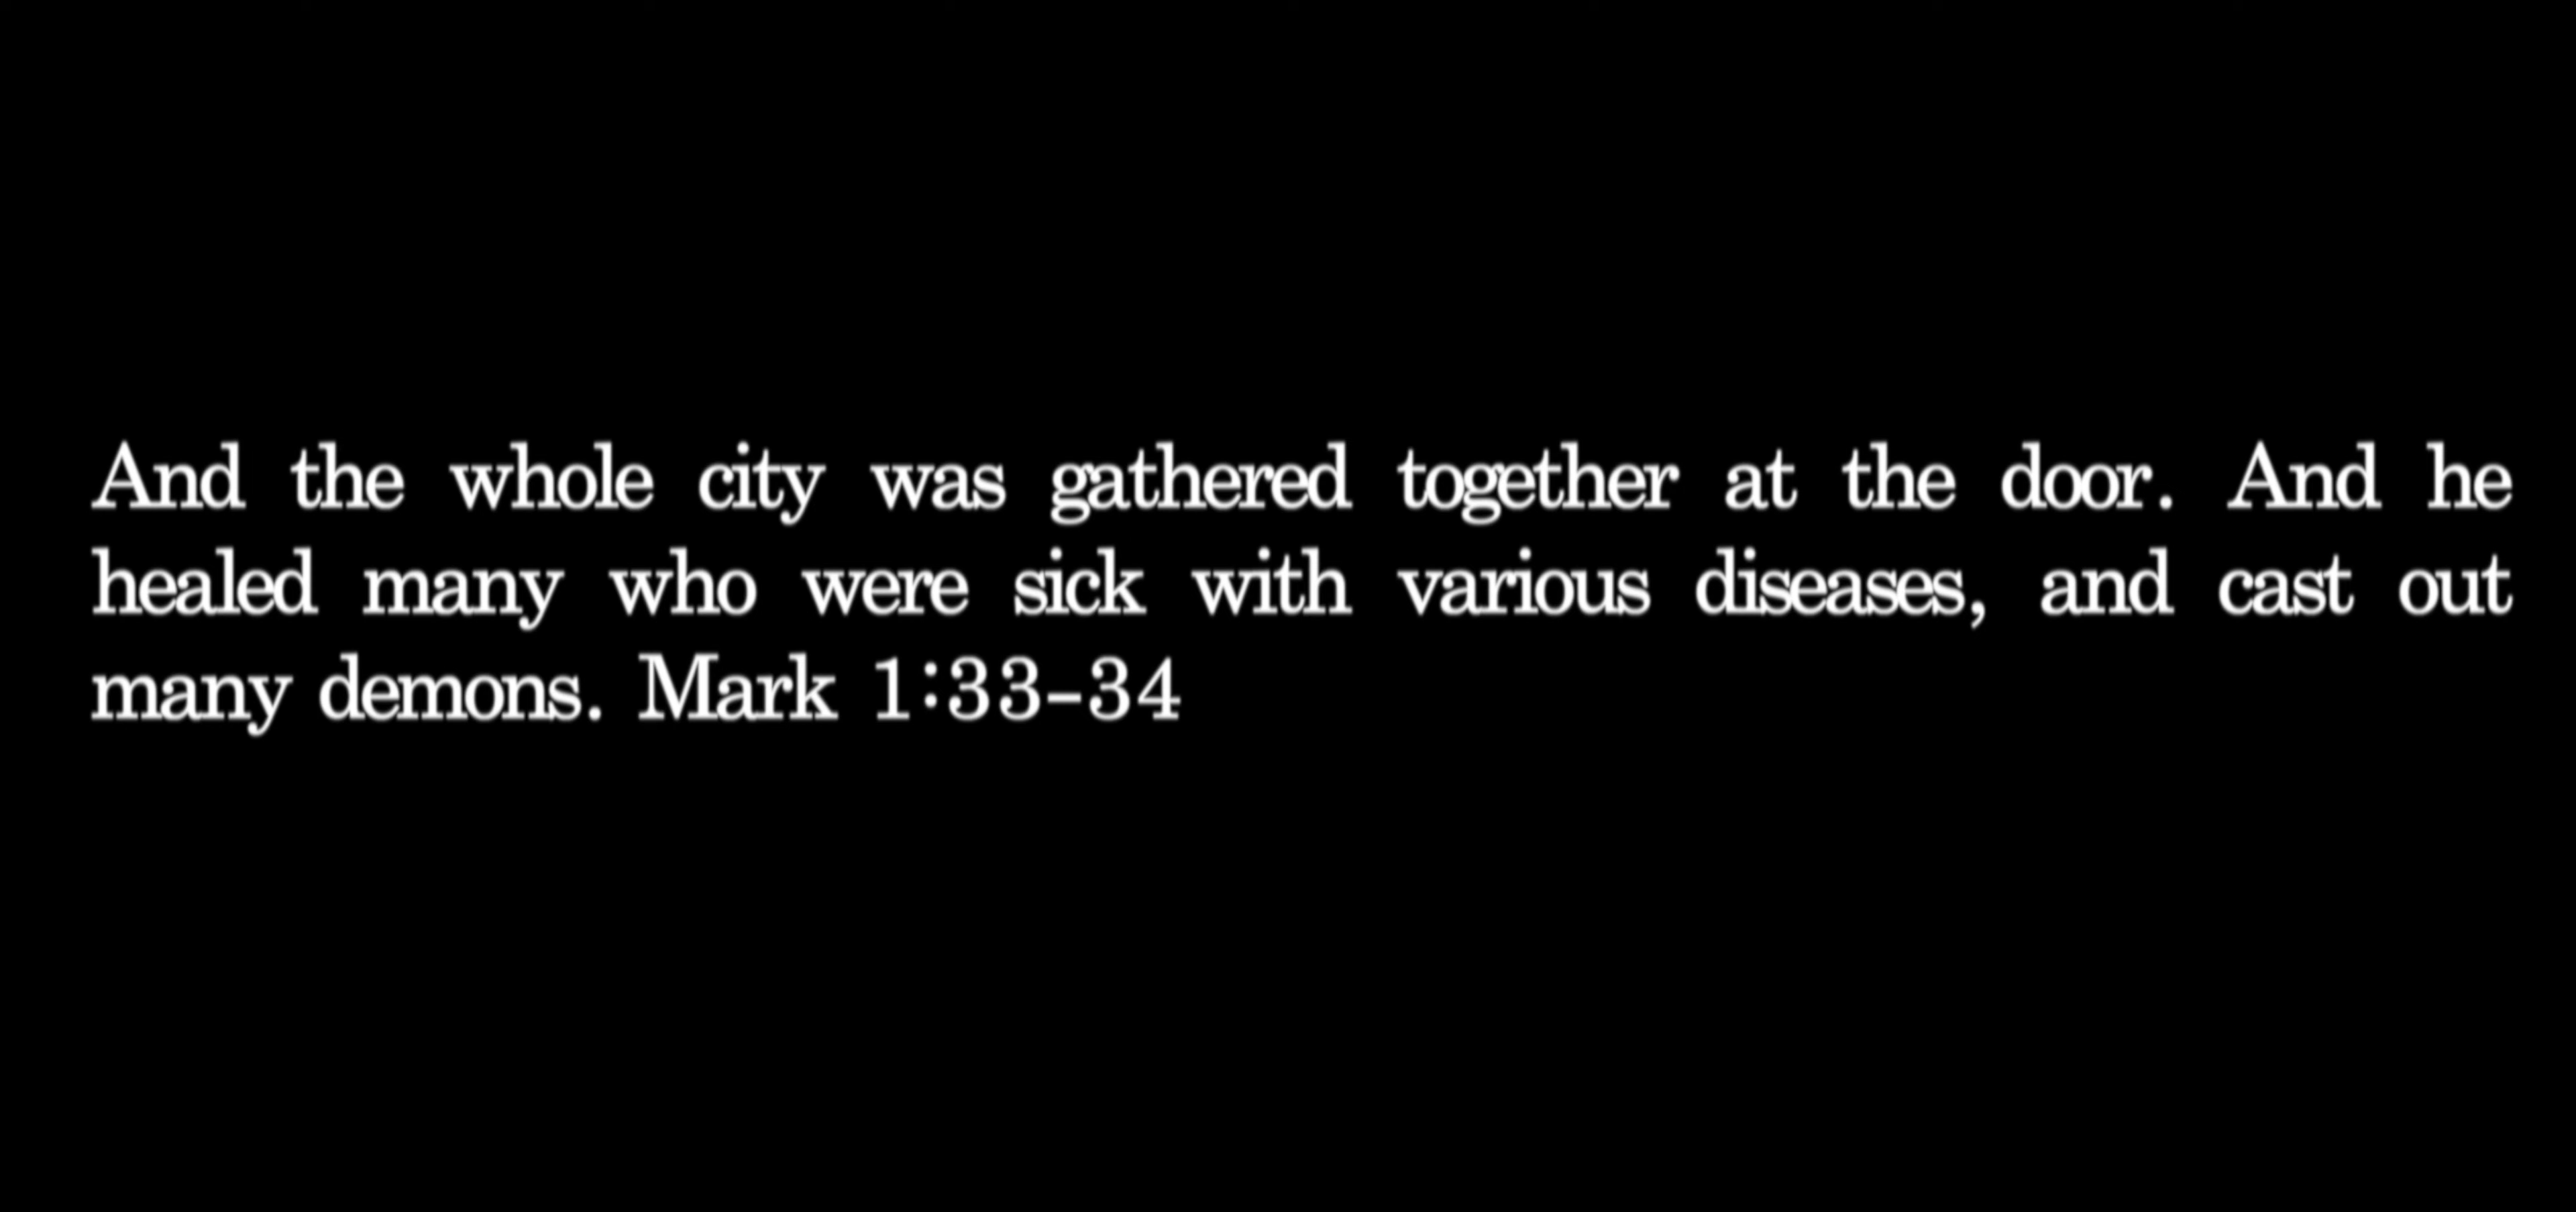 And the whole city was gathered together at the door. And he
healed many who were sick with various diseases, and cast out
many demons. Mark 1:33-34